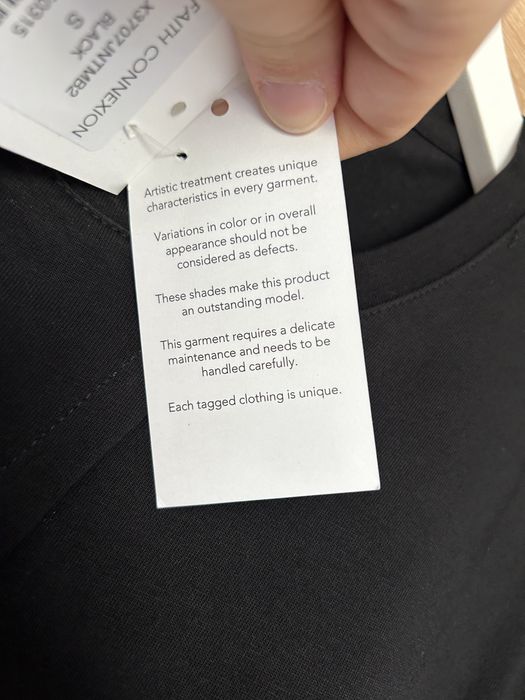 FAITH CONNEXION
X3707JNTMB2
BLACK
S
Artistic treatment creates unique
characteristics in every garment.
Variations in color or in overall
appearance should not be
considered as defects.
These shades make this product
an outstanding model.
This garment requires a delicate
maintenance and needs to be
handled carefully.
Each tagged clothing is unique.